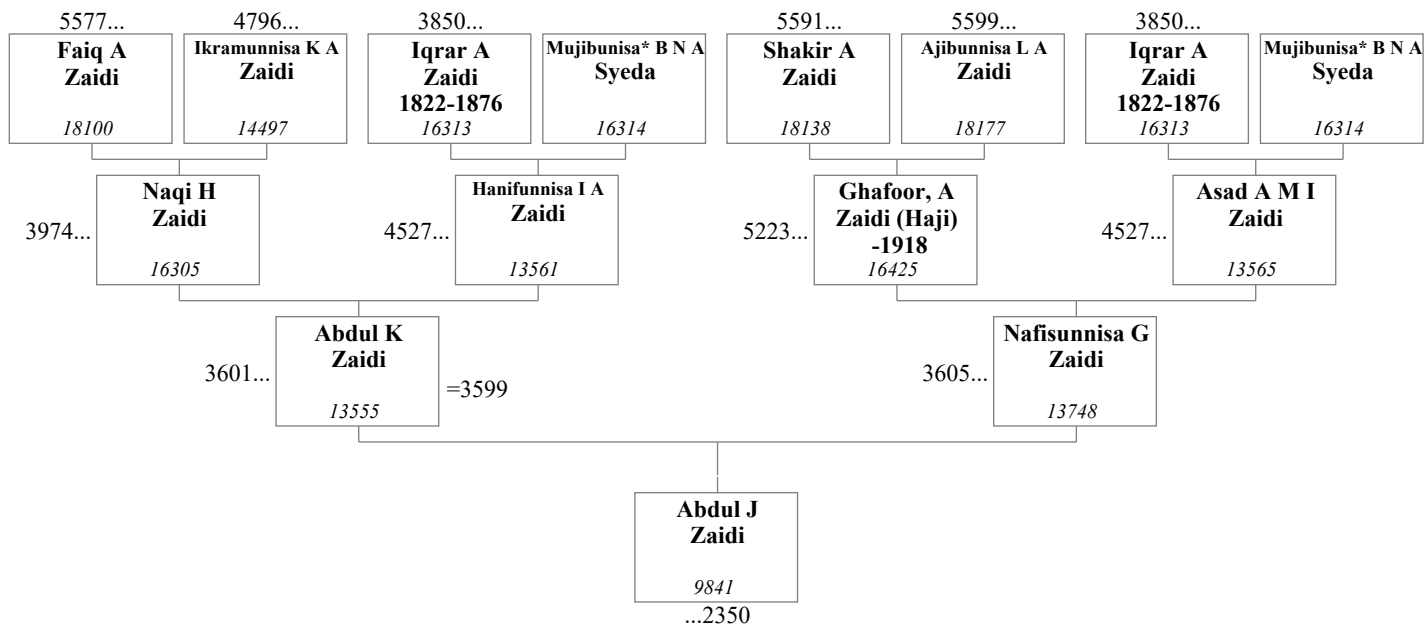 5577...
4796...
3850...
5591...
5599...
3850...
Faiq A
Zaidi
18100
Ikramunnisa K A
Zaidi
14497
Iqrar A
Zaidi
1822-1876
16313
Mujibunisa* B N A
Syeda
16314
Shakir A
Zaidi
18138
Ajibunnisa L A
Zaidi
18177
Iqrar A
Zaidi
1822-1876
16313
Mujibunisa* B N A
Syeda
16314
3974...
Naqi H
Zaidi
16305
4527...
Hanifunnisa I A
Zaidi
13561
5223...
Ghafoor, A
Zaidi (Haji)
-1918
16425
4527...
Asad A M I
Zaidi
13565
3601...
Abdul K
Zaidi
13555
=3599
3605...
Nafisunnisa G
Zaidi
13748
Abdul J
Zaidi
9841
...2350